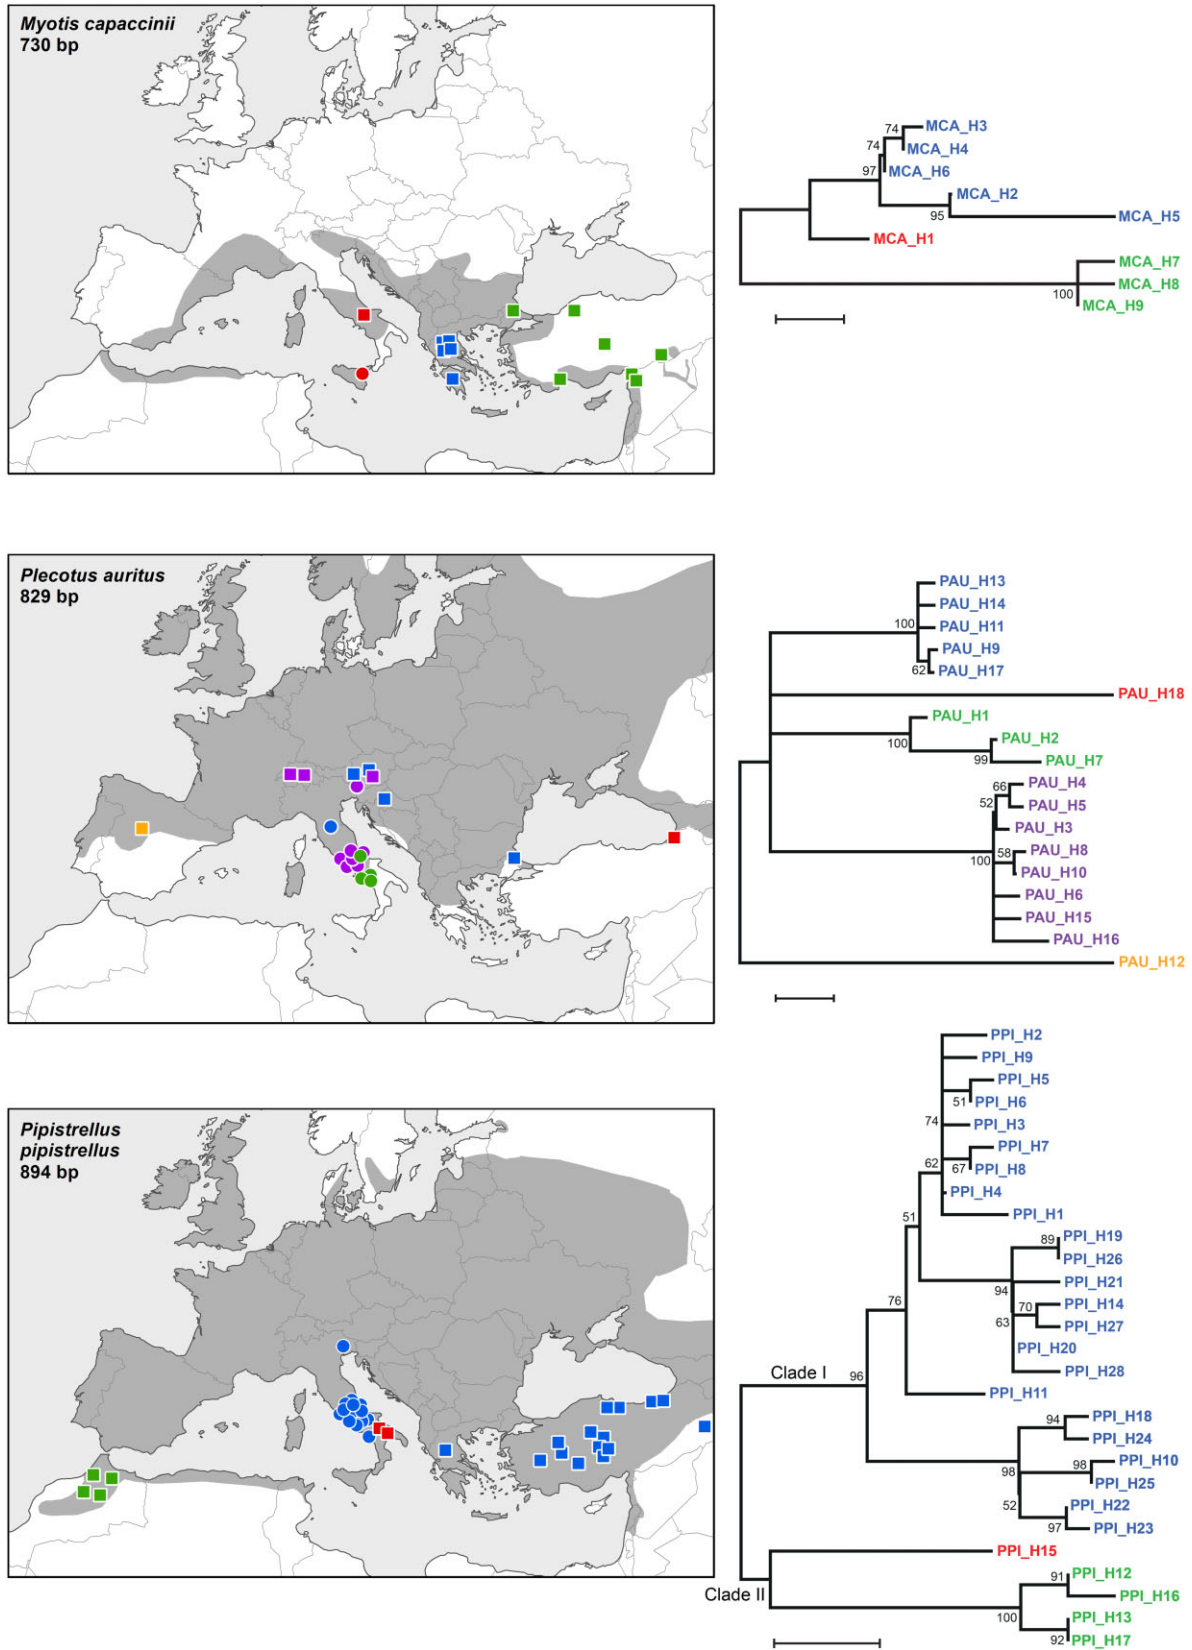 Myotis capaccinii
730 bp
74
MCA_H3
MCA_H4
74
97
MCA_H6
MCA_H2
95
MCA_H5
MCA_H1
MCA_H7
MCA_H8
100
MCA_H9
Plecotus auritus
829 bp
PAU_H13
PAU_H14
100
PAU_H11
PAU_H9
62
PAU_H17
PAU_H18
PAU_H1
100
PAU_H2
99
PAU_H7
66
PAU_H4
52
PAU_H5
PAU_H3
58
PAU_H8
100
PAU_H10
PAU_H6
PAU_H15
PAU_H16
PAU_H12
Pipistrellus
pipistrellus
894 bp
PPI_H2
PPI_H9
PPI_H5
51
PPI_H6
74
PPI_H3
PPI_H7
62
67
PPI_H8
PPI_H4
51
PPI_H1
89
PPI_H19
PPI_H26
94
PPI_H21
76
70
PPI_H14
63
PPI_H27
PPI_H20
Clade I
96
PPI_H28
PPI_H11
94
PPI_H18
PPI_H24
98
98
PPI_H10
PPI_H25
52
PPI_H22
97
PPI_H23
PPI_H15
Clade II
91
PPI_H12
PPI_H16
100
PPI_H13
92
PPI_H17